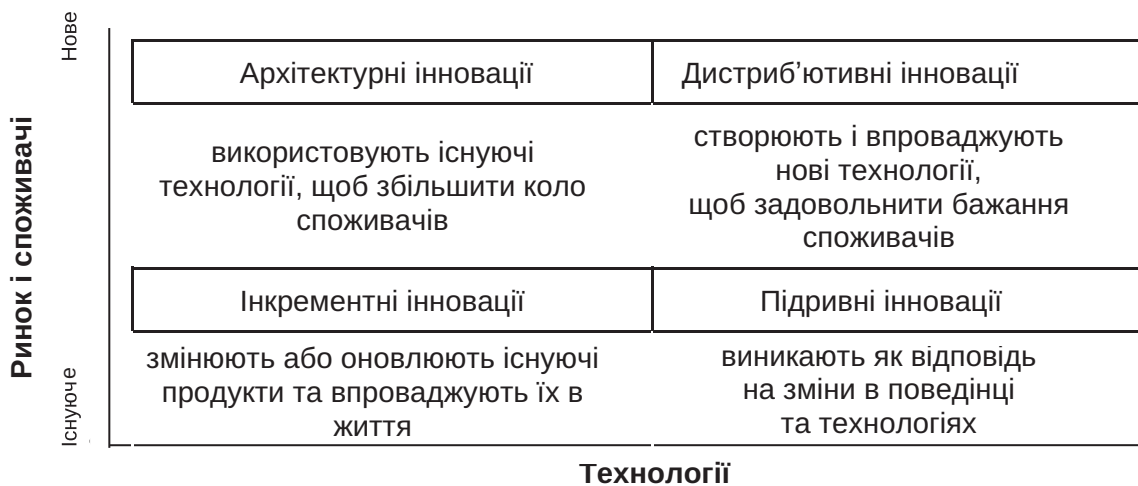 Нове
Ринок і споживачі
Існуюче
Архітектурні інновації
Дистриб’ютивні інновації
використовують існуючі
технології, щоб збільшити коло
споживачів
створюють і впроваджують
нові технології,
щоб задовольнити бажання
споживачів
Інкрементні інновації
Підривні інновації
змінюють або оновлюють існуючі
продукти та впроваджують їх в
життя
виникають як відповідь
на зміни в поведінці
та технологіях
Технології